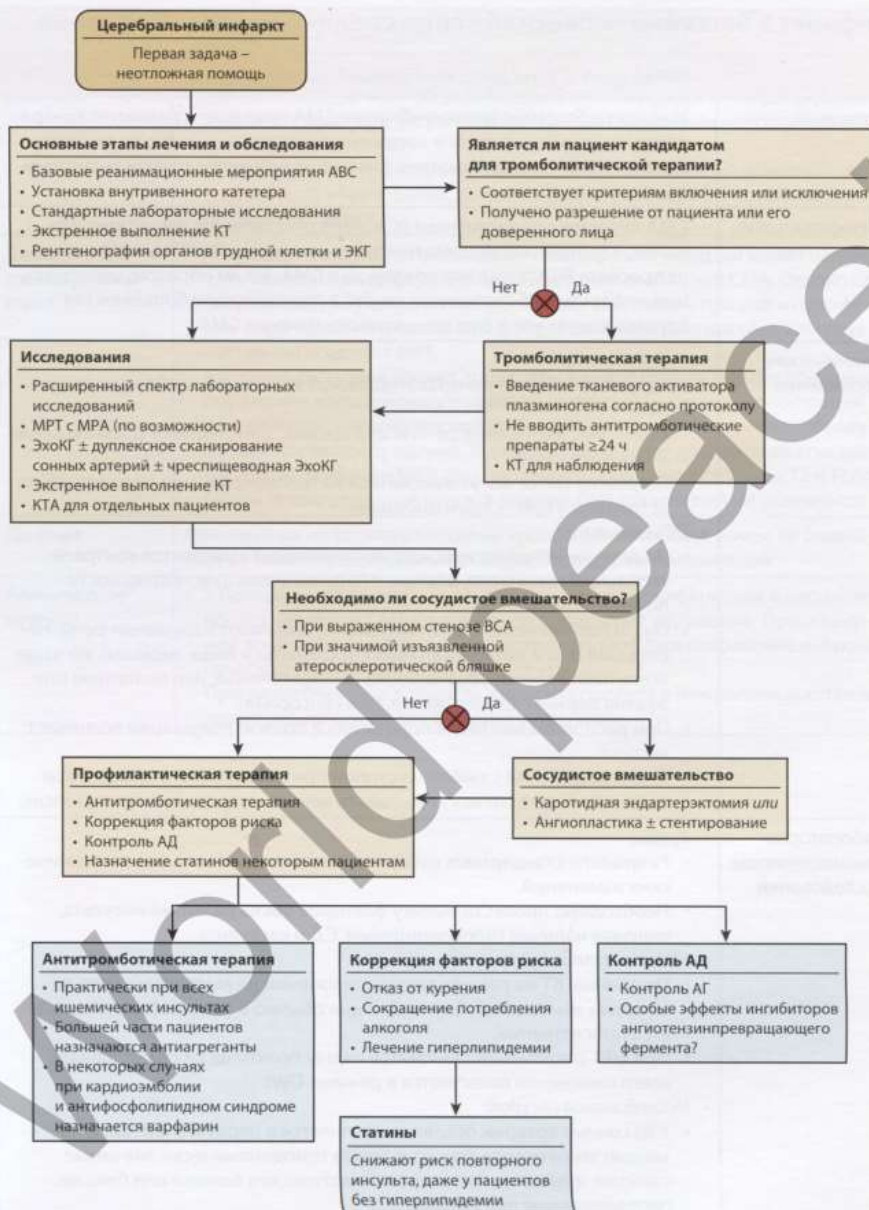 Церебральный инфаркт
Первая задача –
неотложная помощь
Основные этапы лечения и обследования
• Базовые реанимационные мероприятия АВС
• Установка внутривенного катетера
• Стандартные лабораторные исследования
• Экстренное выполнение КТ
• Рентгенография органов грудной клетки и ЭКГ
Является ли пациент кандидатом
для тромболитической терапии?
• Соответствует критериям включения или исключения
• Получено разрешение от пациента или его
доверенного лица
Нет Да
Исследования
• Расширенный спектр лабораторных
исследований
• МРТ с МРА (по возможности)
• ЭхоКГ ± дуплексное сканирование
сонных артерий ± чреспищеводная ЭхоКГ
• Экстренное выполнение КТ
• КТА для отдельных пациентов
Тромболитическая терапия
• Введение тканевого активатора
плазминогена согласно протоколу
• Не вводить антитромботические
препараты ≥24 ч
• КТ для наблюдения
Необходимо ли сосудистое вмешательство?
• При выраженном стенозе ВСА
• При значимой изъязвленной
атеросклеротической бляшке
Нет Да
Профилактическая терапия
• Антитромботическая терапия
• Коррекция факторов риска
• Контроль АД
• Назначение статинов некоторым пациентам
Сосудистое вмешательство
• Каротидная эндартерэктомия или
• Ангиопластика ± стентирование
Антитромботическая терапия
• Практически при всех
ишемических инсультах
• Большей части пациентов
назначаются антиагреганты
• В некоторых случаях
при кардиоэмболии
и антифосфолипидном синдроме
назначается варфарин
Коррекция факторов риска
• Отказ от курения
• Сокращение потребления
алкоголя
• Лечение гиперлипидемии
Контроль АД
• Контроль АГ
• Особые эффекты ингибиторов
ангиотензинпревращающего
фермента?
Статины
Снижают риск повторного
инсульта, даже у пациентов
без гиперлипидемии
World peace